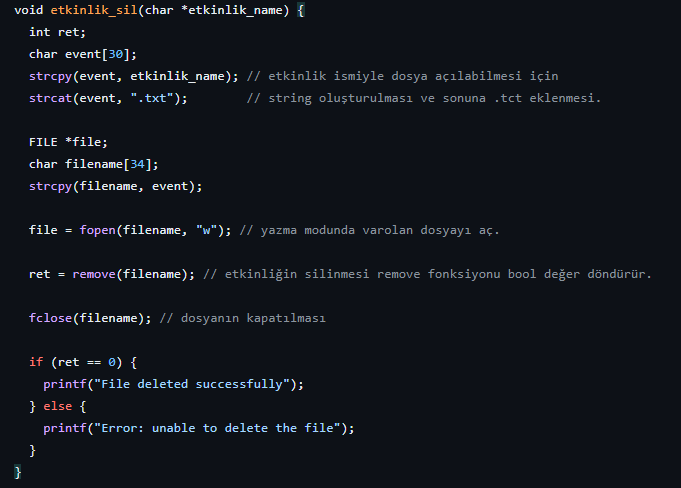 void etkinlik_sil(char *etkinlik_name) {
  int ret;
  char event[30];
  strcpy(event, etkinlik_name); // etkinlik ismiyle dosya açılabilmesi için
  strcat(event, ".txt");        // string oluşturulması ve sonuna .tct eklenmesi.

  FILE *file;
  char filename[34];
  strcpy(filename, event);

  file = fopen(filename, "w"); // yazma modunda varolan dosyayı aç.

  ret = remove(filename); // etkinliğin silinmesi remove fonksiyonu bool değer döndürür.

  fclose(filename); // dosyanın kapatılması

  if (ret == 0) {
    printf("File deleted successfully");
  } else {
    printf("Error: unable to delete the file");
  }
}